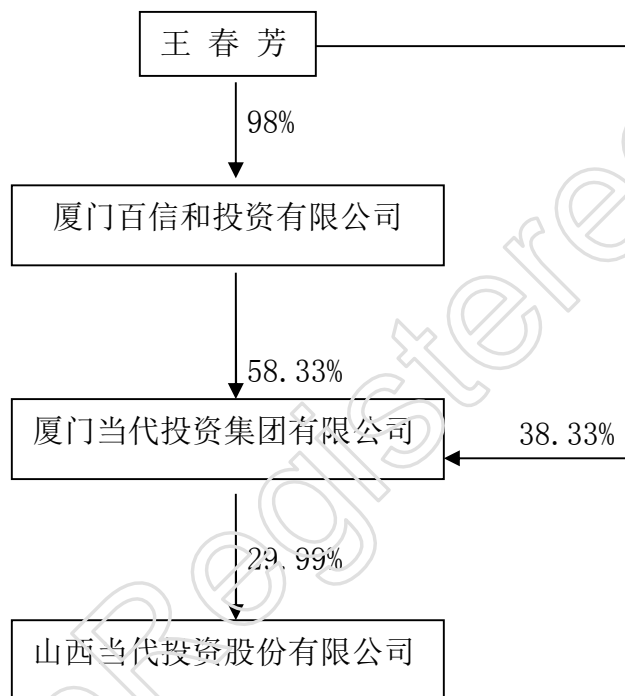 王 春 芳
98%
厦门百信和投资有限公司
58.33%
厦门当代投资集团有限公司
38.33%
29.99%
山西当代投资股份有限公司